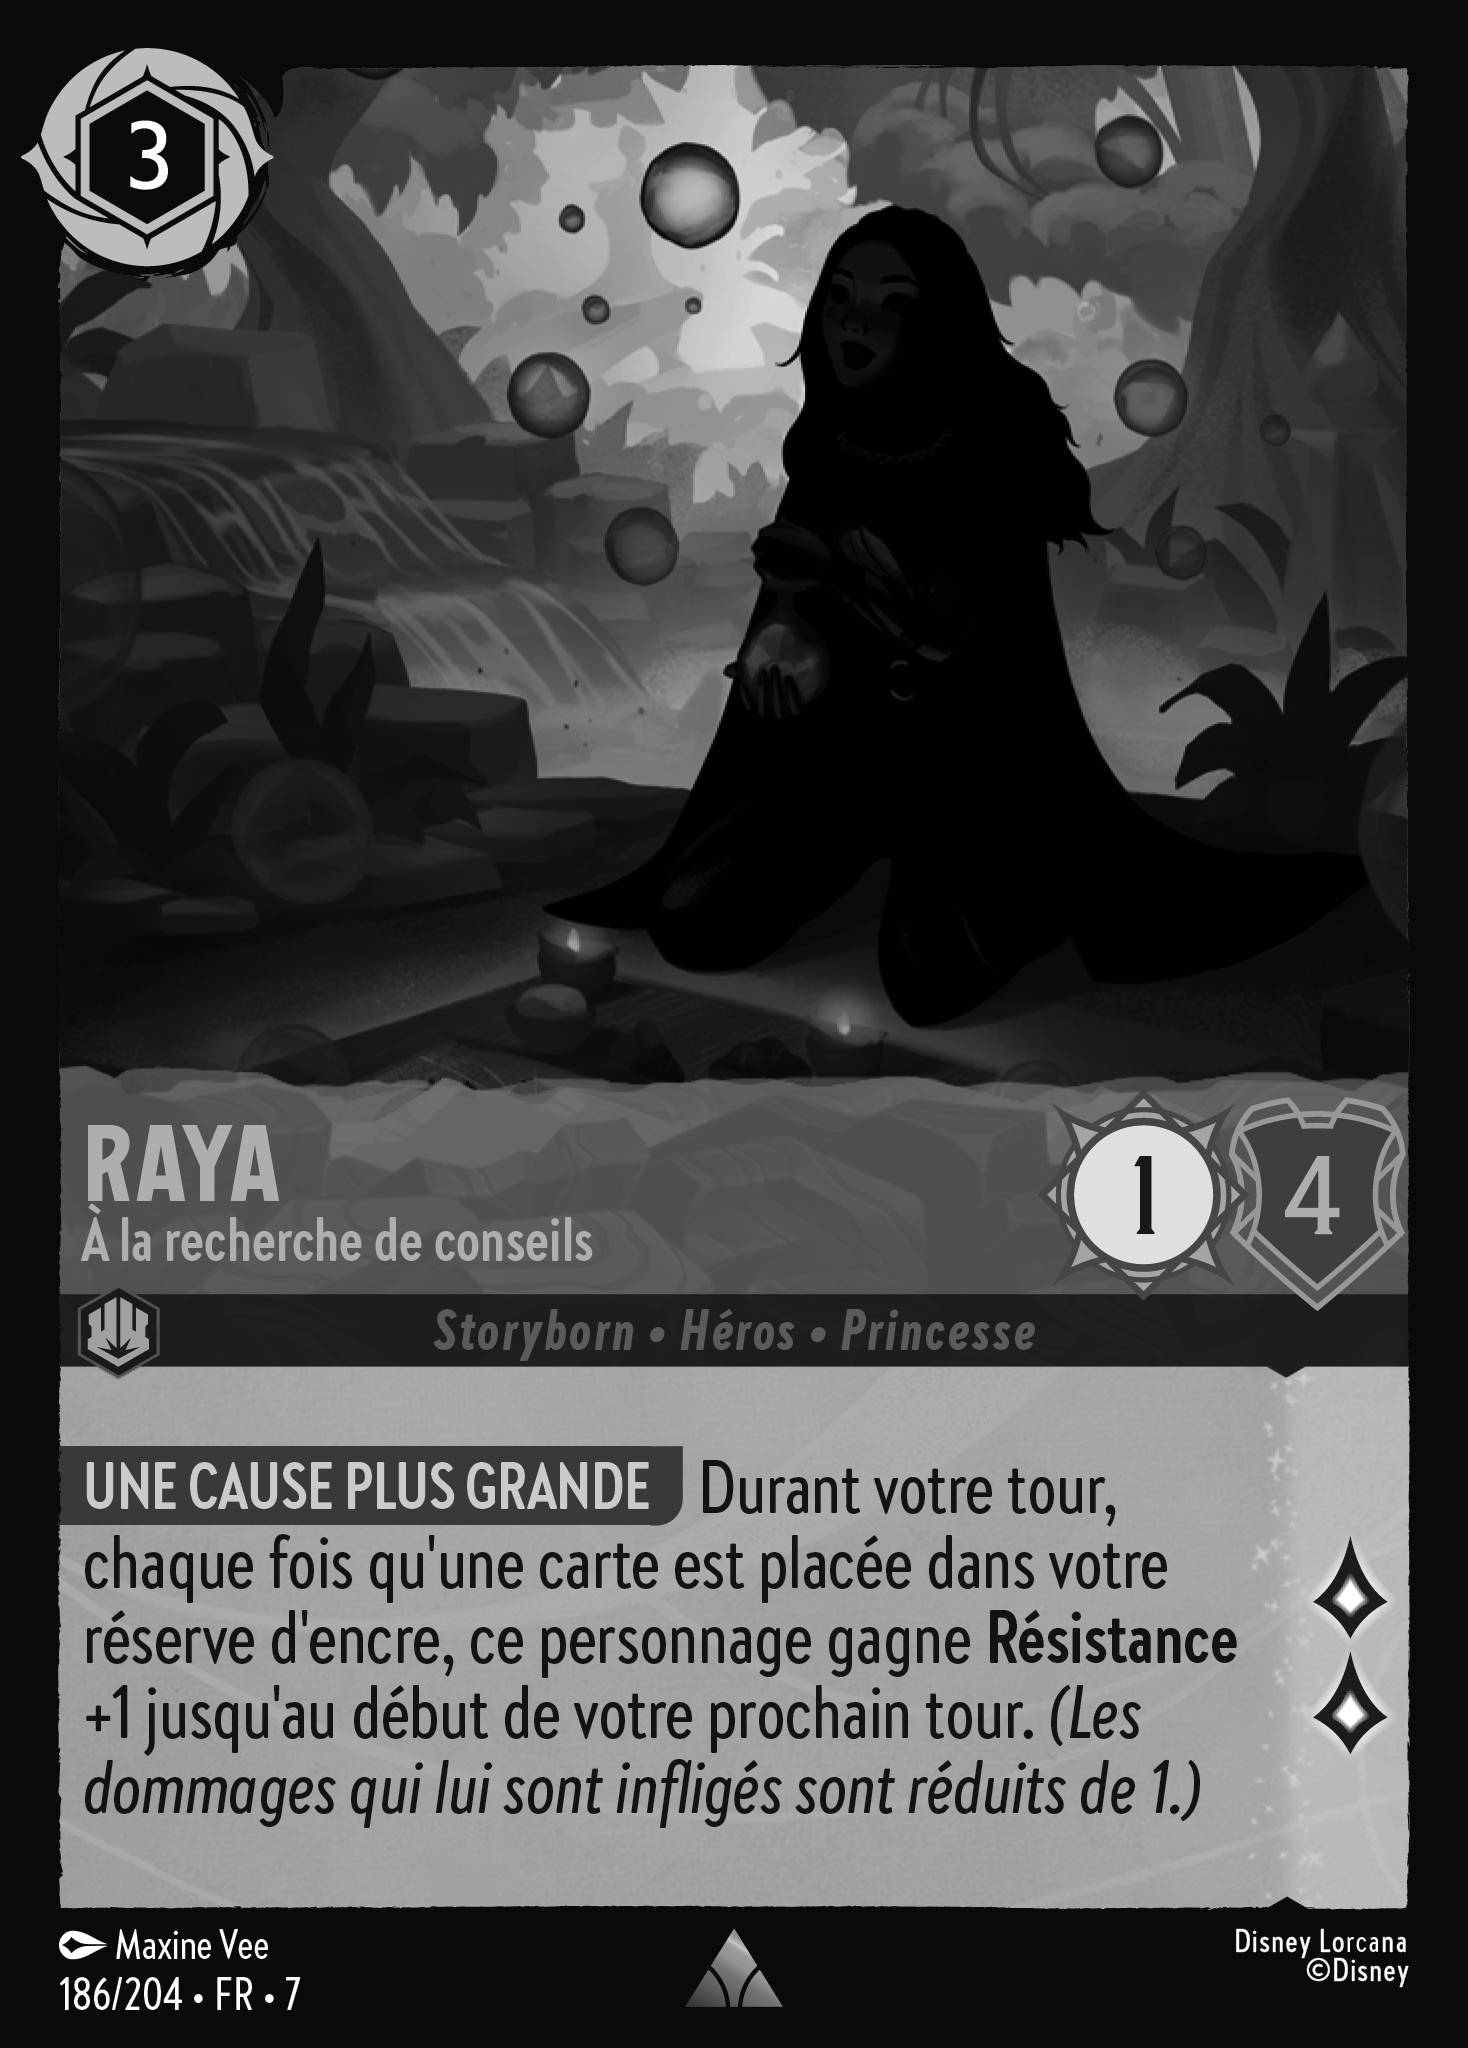 3
RAYA
À la recherche de conseils
1
4
Storyborn • Héros • Princesse
UNE CAUSE PLUS GRANDE Durant votre tour,
chaque fois qu'une carte est placée dans votre
réserve d'encre, ce personnage gagne Résistance
+1 jusqu'au début de votre prochain tour. (Les
dommages qui lui sont infligés sont réduits de 1.)
Maxine Vee
186/204 • FR • 7
Disney Lorcana
©Disney